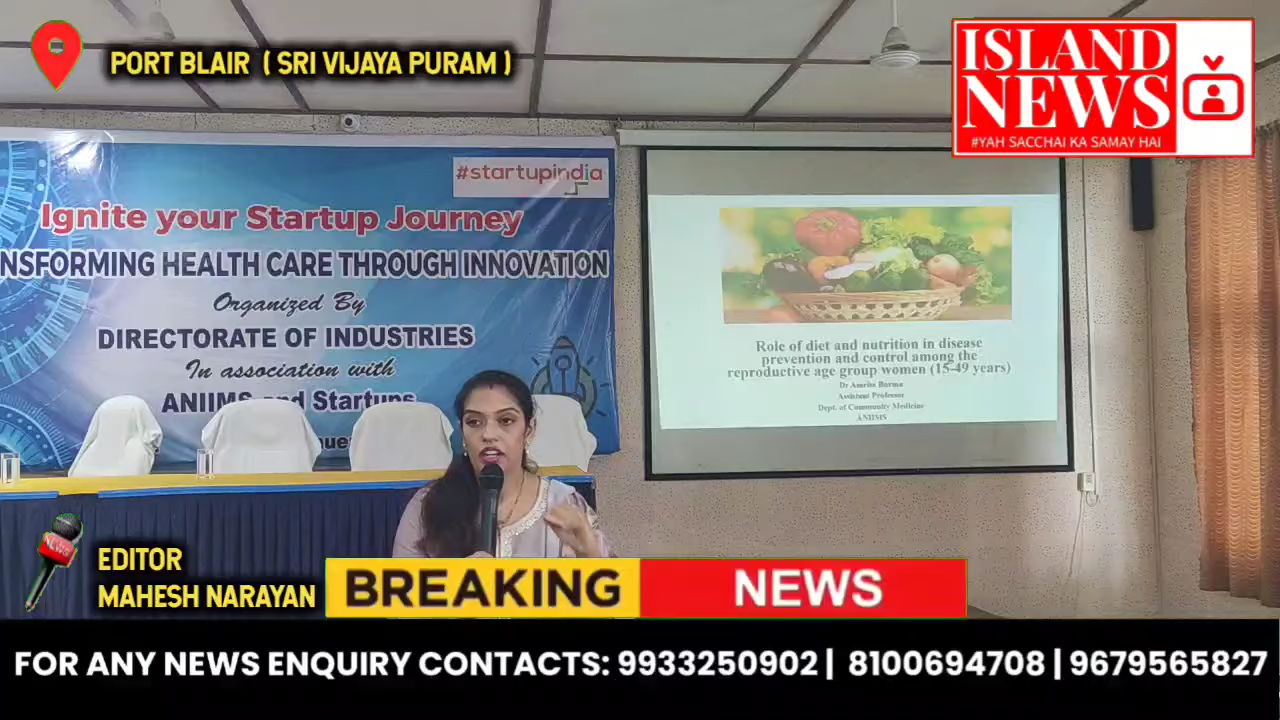 PORT BLAIR ( SRI VIJAYA PURAM )
ISLAND
NEWS
#YAH SACCHAI KA SAMAY HAI
#startupindia
Ignite your Startup Journey
NSFORMING HEALTH CARE THROUGH INNOVATION
Organized By
DIRECTORATE OF INDUSTRIES
In association with
ANIIMS and Startups
Role of diet and nutrition in disease
prevention and control among the
reproductive age group women (15-49 years)
Assistant Professor
Dept. of Community Medicine
ANIIMS
NEWS
EDITOR
MAHESH NARAYAN
BREAKING NEWS
FOR ANY NEWS ENQUIRY CONTACTS: 9933250902 | 8100694708 | 9679565827